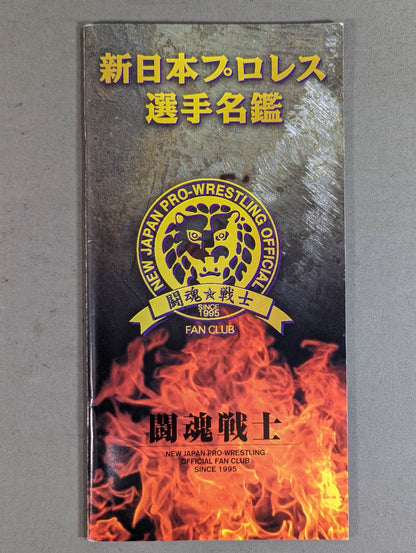 新日本プロレス
選手名鑑
NEW JAPAN PRO-WRESTLING OFFICIAL
闘魂☆戦士
SINCE
1995
FAN CLUB
闘魂戦士
NEW JAPAN PRO-WRESTLING
OFFICIAL FAN CLUB
SINCE 1995